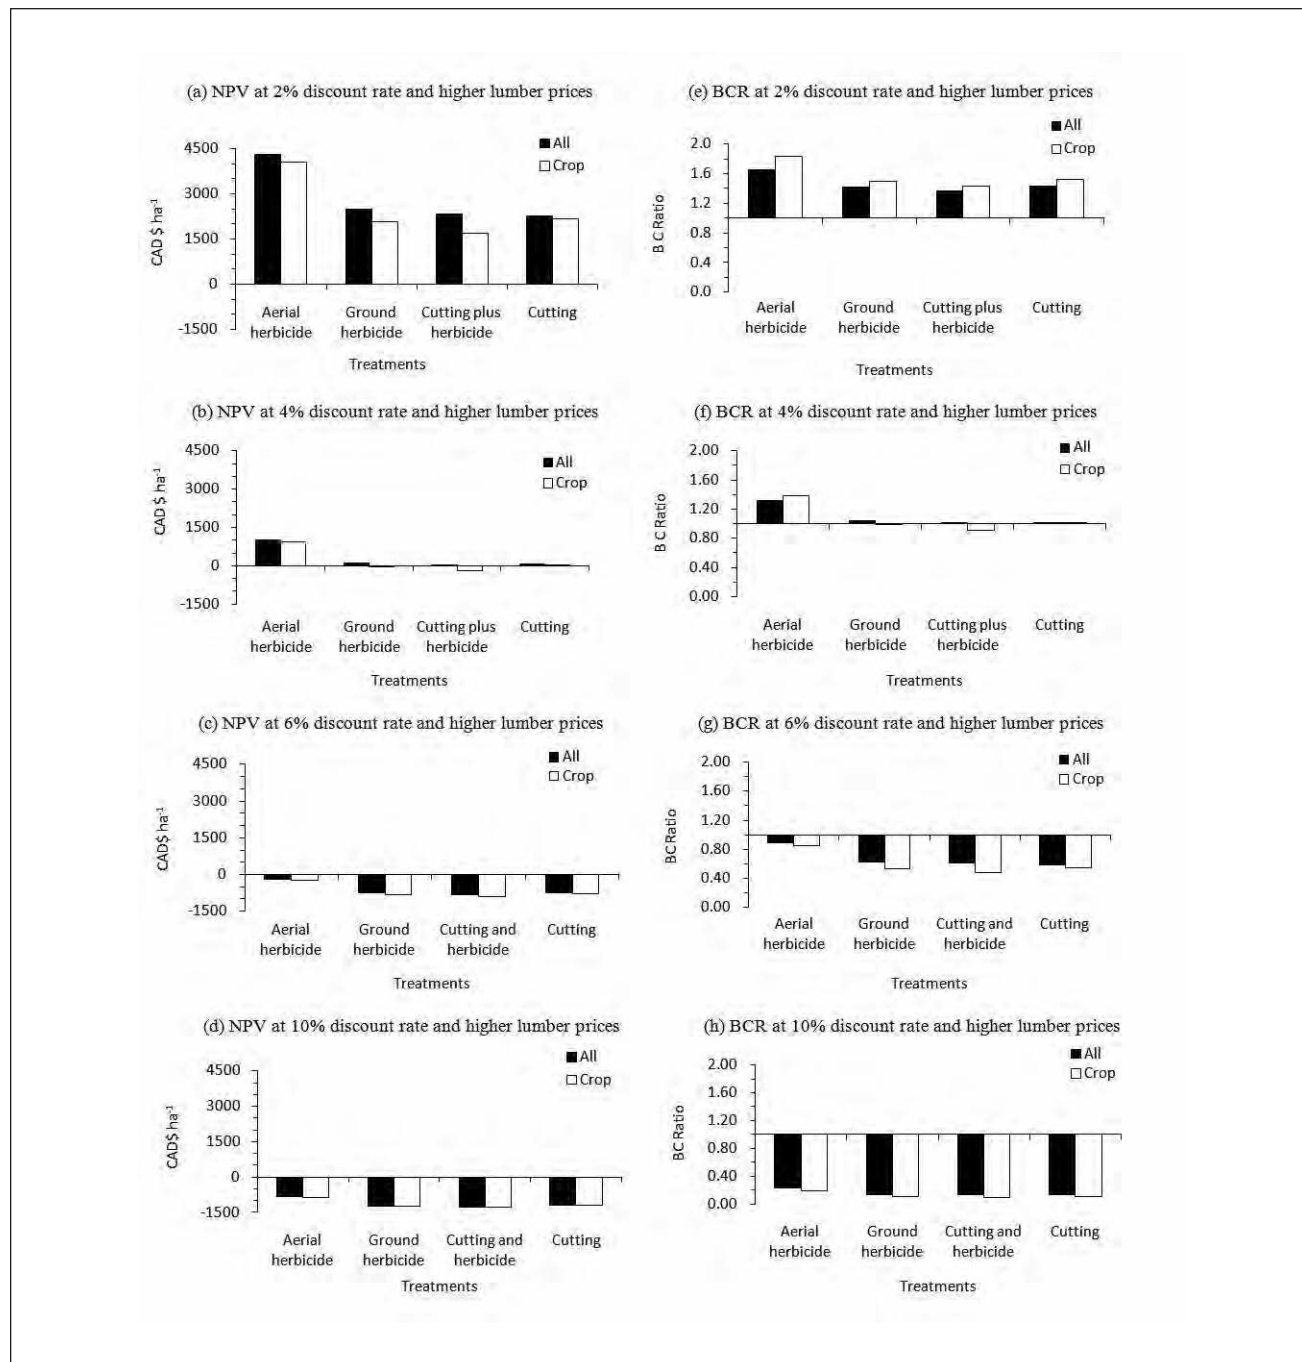 (a) NPV at 2% discount rate and higher lumber prices
All
Crop
4500
3000
1500
0
-1500
CAD $ ha⁻¹
Aerial herbicide
Ground herbicide
Cutting plus herbicide
Cutting
Treatments
(e) BCR at 2% discount rate and higher lumber prices
All
Crop
2.0
1.6
1.2
0.8
0.4
0.0
B C Ratio
Aerial herbicide
Ground herbicide
Cutting plus herbicide
Cutting
Treatments
(b) NPV at 4% discount rate and higher lumber prices
All
Crop
4500
3000
1500
0
-1500
CAD $ ha⁻¹
Aerial herbicide
Ground herbicide
Cutting plus herbicide
Cutting
Treatments
(f) BCR at 4% discount rate and higher lumber prices
All
Crop
2.00
1.60
1.20
0.80
0.40
0.00
B C Ratio
Aerial herbicide
Ground herbicide
Cutting plus herbicide
Cutting
Treatments
(c) NPV at 6% discount rate and higher lumber prices
All
Crop
4500
3000
1500
0
-1500
CAD$ ha⁻¹
Aerial herbicide
Ground herbicide
Cutting and herbicide
Cutting
Treatments
(g) BCR at 6% discount rate and higher lumber prices
All
Crop
2.00
1.60
1.20
0.80
0.40
0.00
BC Ratio
Aerial herbicide
Ground herbicide
Cutting and herbicide
Cutting
Treatments
(d) NPV at 10% discount rate and higher lumber prices
All
Crop
4500
3000
1500
0
-1500
CAD$ ha⁻¹
Aerial herbicide
Ground herbicide
Cutting and herbicide
Cutting
Treatments
(h) BCR at 10% discount rate and higher lumber prices
All
Crop
2.00
1.60
1.20
0.80
0.40
0.00
BC Ratio
Aerial herbicide
Ground herbicide
Cutting and herbicide
Cutting
Treatments